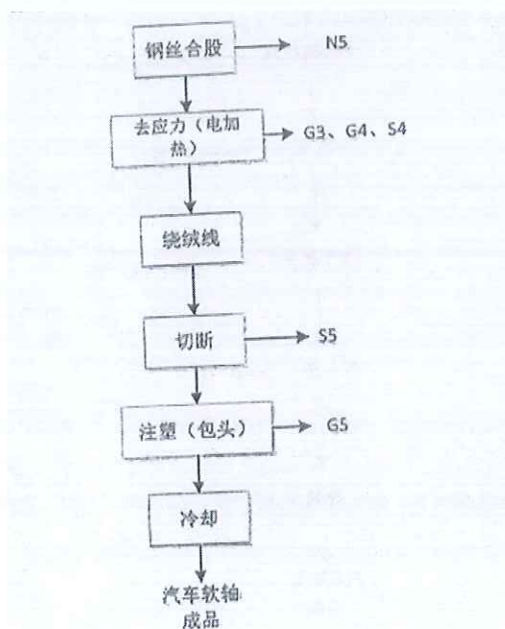 钢丝合股
N5
去应力（电加
热）
G3、G4、S4
绕绒线
切断
S5
注塑（包头）
G5
冷却
汽车软轴
成品